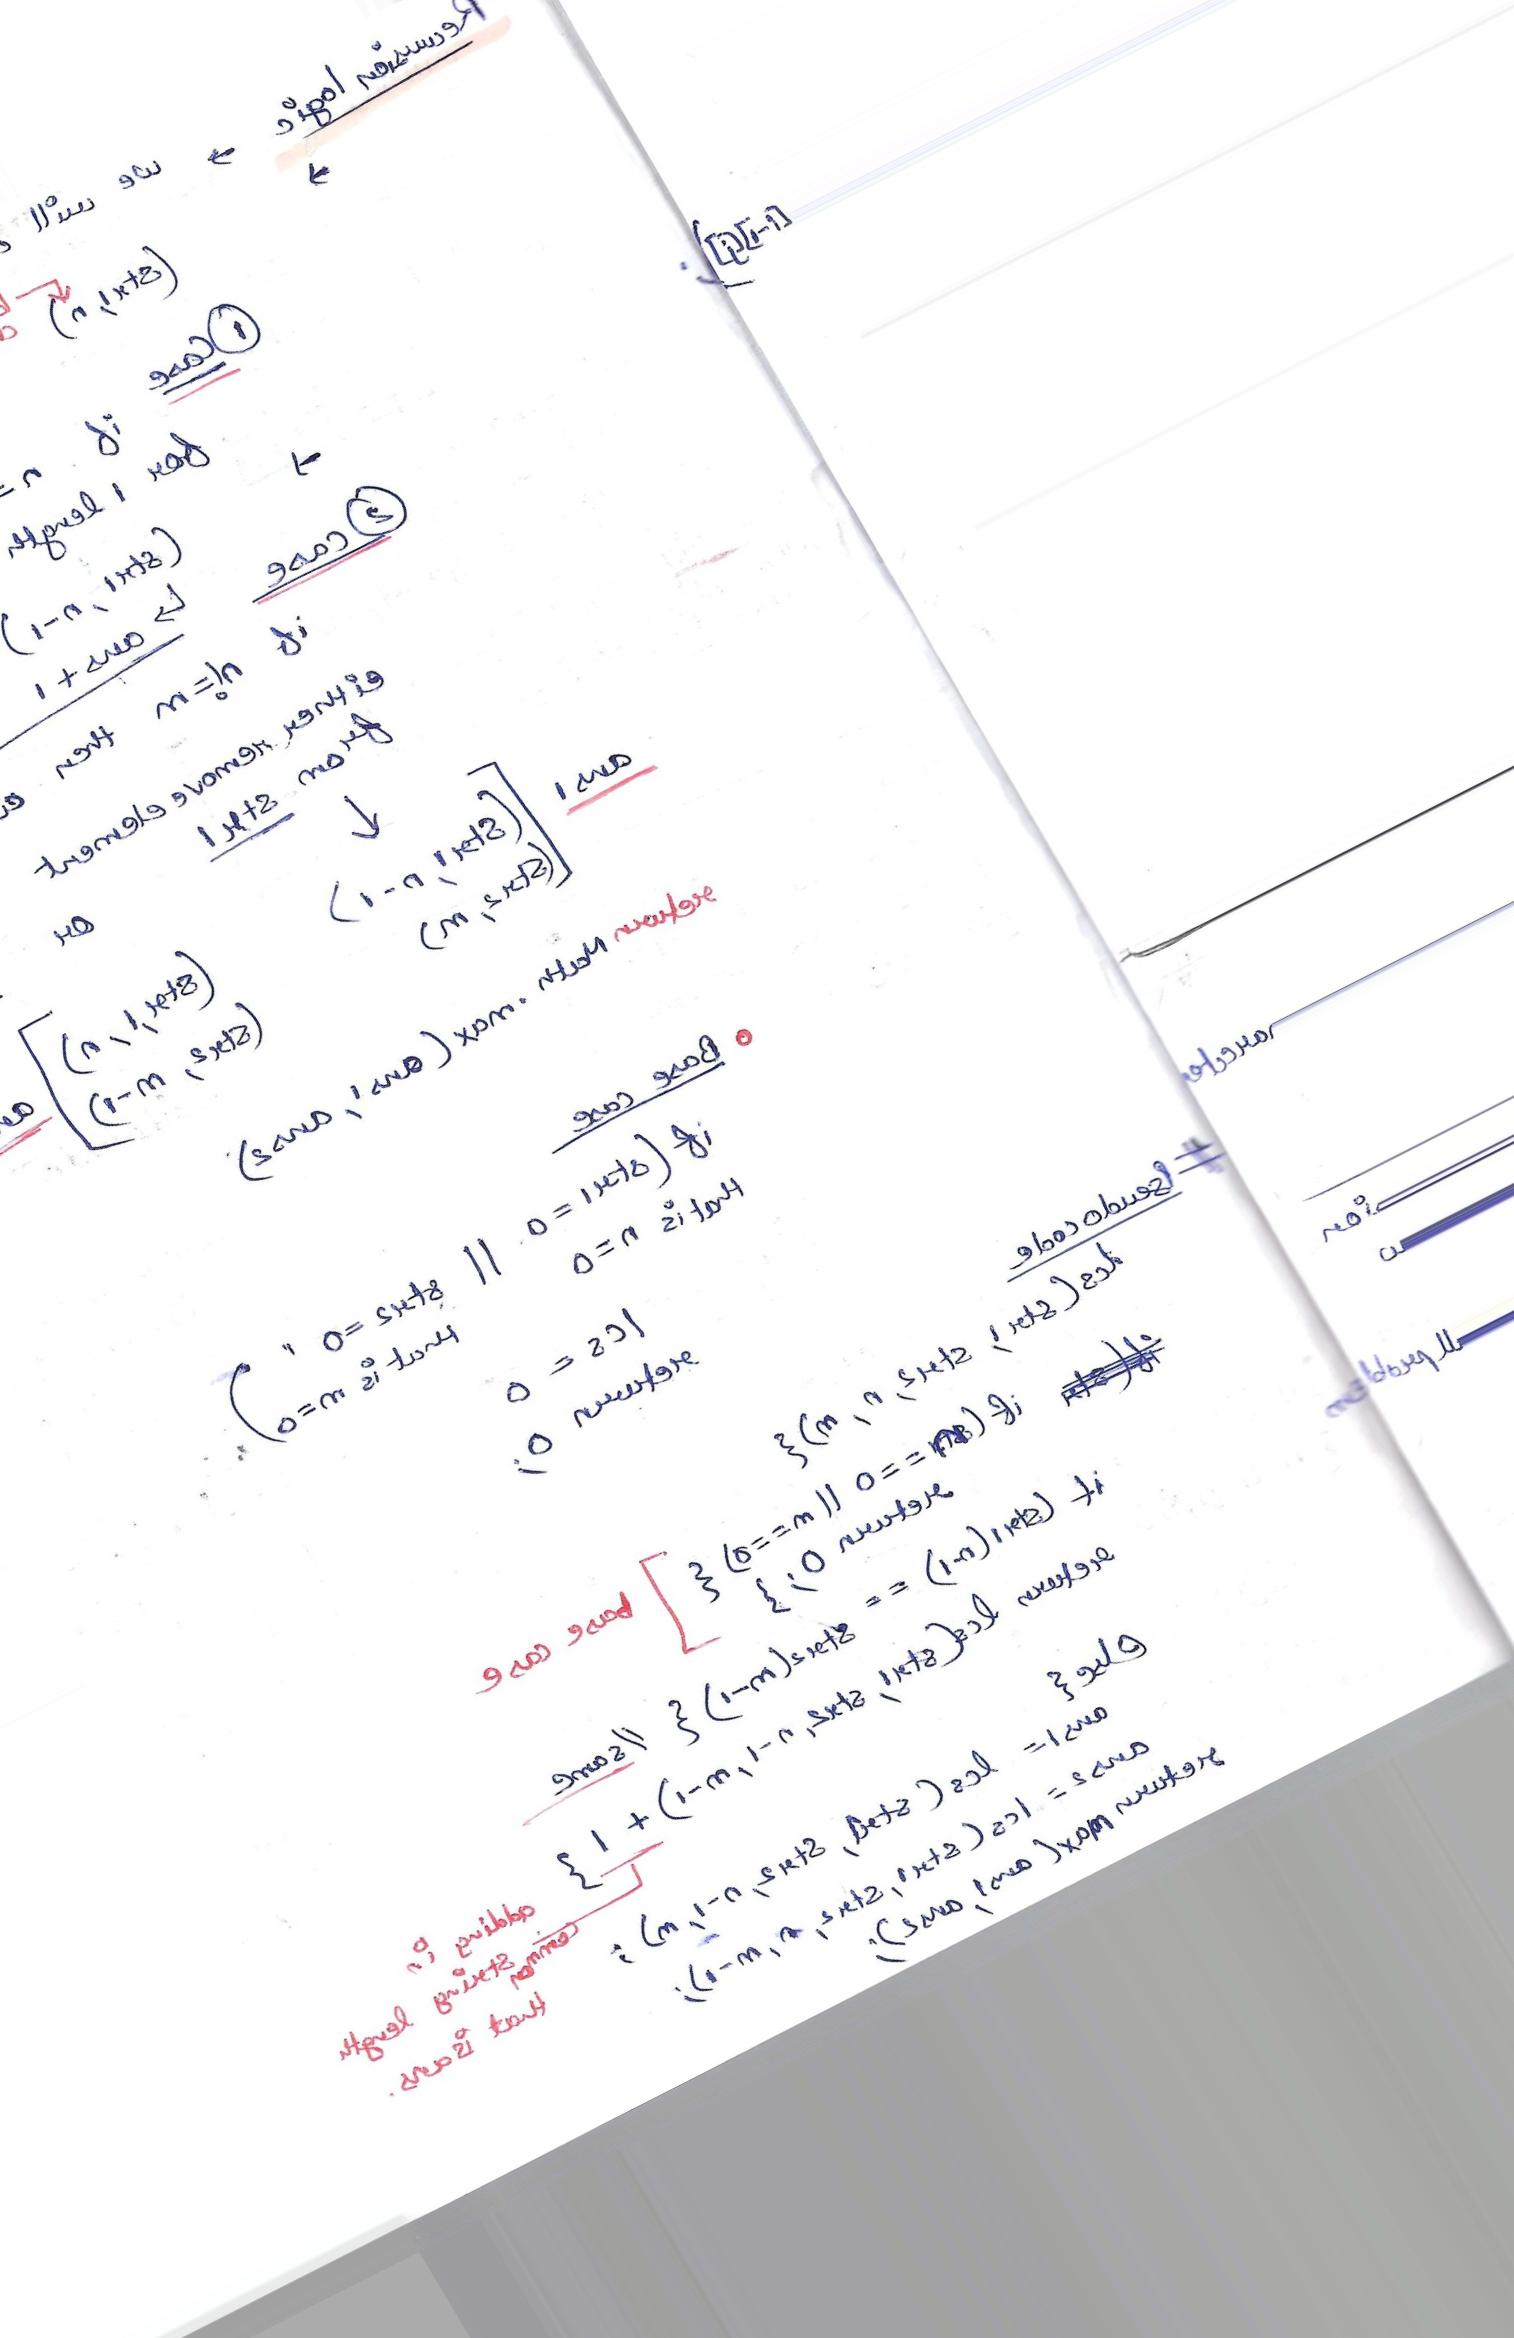 Recursion logic
→ we will
(str1, n)
① case
if n=
for 1 length
(str1, n-1)
↳ ans+1
② case
if n!=m then
either remove element
from str1
(str1, n-1)
(str2, m)
ans1
or
(str1, n)
(str2, m-1)
return Math.max(ans1, ans2)
Base case
if (str1 =0 || str2 =0
that is n=0 that is m=0)
lcs = 0
return 0;
# Pseudo code
lcs(str1, str2, n, m){
if(n==0 || m==0){
return 0;} base case
if (str1(n-1) == str2(m-1){ //same
return lcs(str1, str2, n-1, m-1) + 1 }
adding in
common string length
that is ans.
else {
ans1= lcs(str1, str2, n-1, m);
ans2 = lcs(str1, str2, n, m-1);
return max(ans1, ans2);
[i][j-1]);